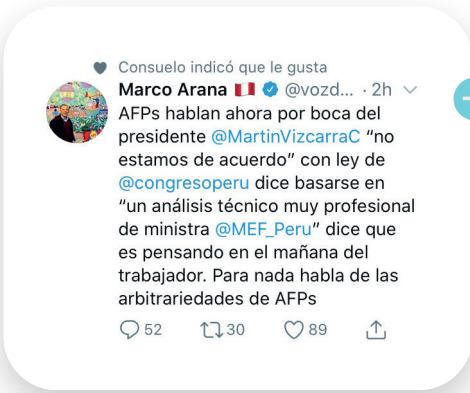 Consuelo indicó que le gusta
Marco Arana 🇵🇪 @vozd... · 2h
AFPs hablan ahora por boca del
presidente @MartinVizcarraC “no
estamos de acuerdo” con ley de
@congresoperu dice basarse en
“un análisis técnico muy profesional
de ministra @MEF_Peru” dice que
es pensando en el mañana del
trabajador. Para nada habla de las
arbitrariedades de AFPs
52 30 89